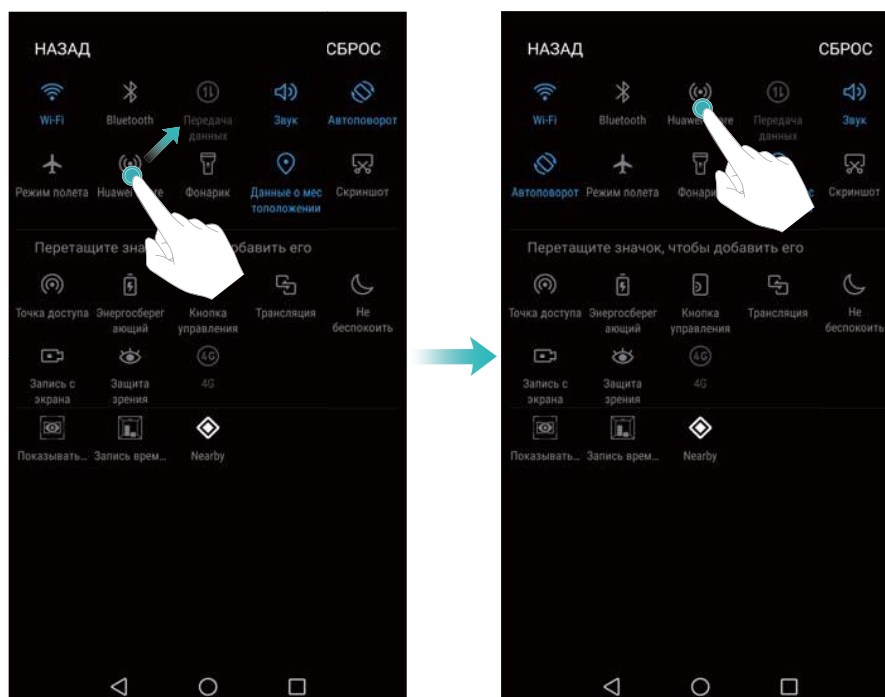 НАЗАД СБРОС
Wi-Fi Bluetooth Передача данных Звук Автоповорот
Режим полета Фонарик Данные о мес тоположении Скриншот
Перетащите добавить его
Точка доступа Энергосберег ающий Кнопка управления Трансляция Не беспокоить
Запись с экрана Защита зрения 4G
Показывать... Запись врем... Nearby
НАЗАД СБРОС
Wi-Fi Bluetooth Передача данных Звук
Автоповорот Режим полета Скриншот
Перетащите значок, чтобы добавить его
Точка доступа Энергосберег ающий Кнопка управления Трансляция Не беспокоить
Запись с экрана Защита зрения 4G
Показывать... Запись врем... Nearby